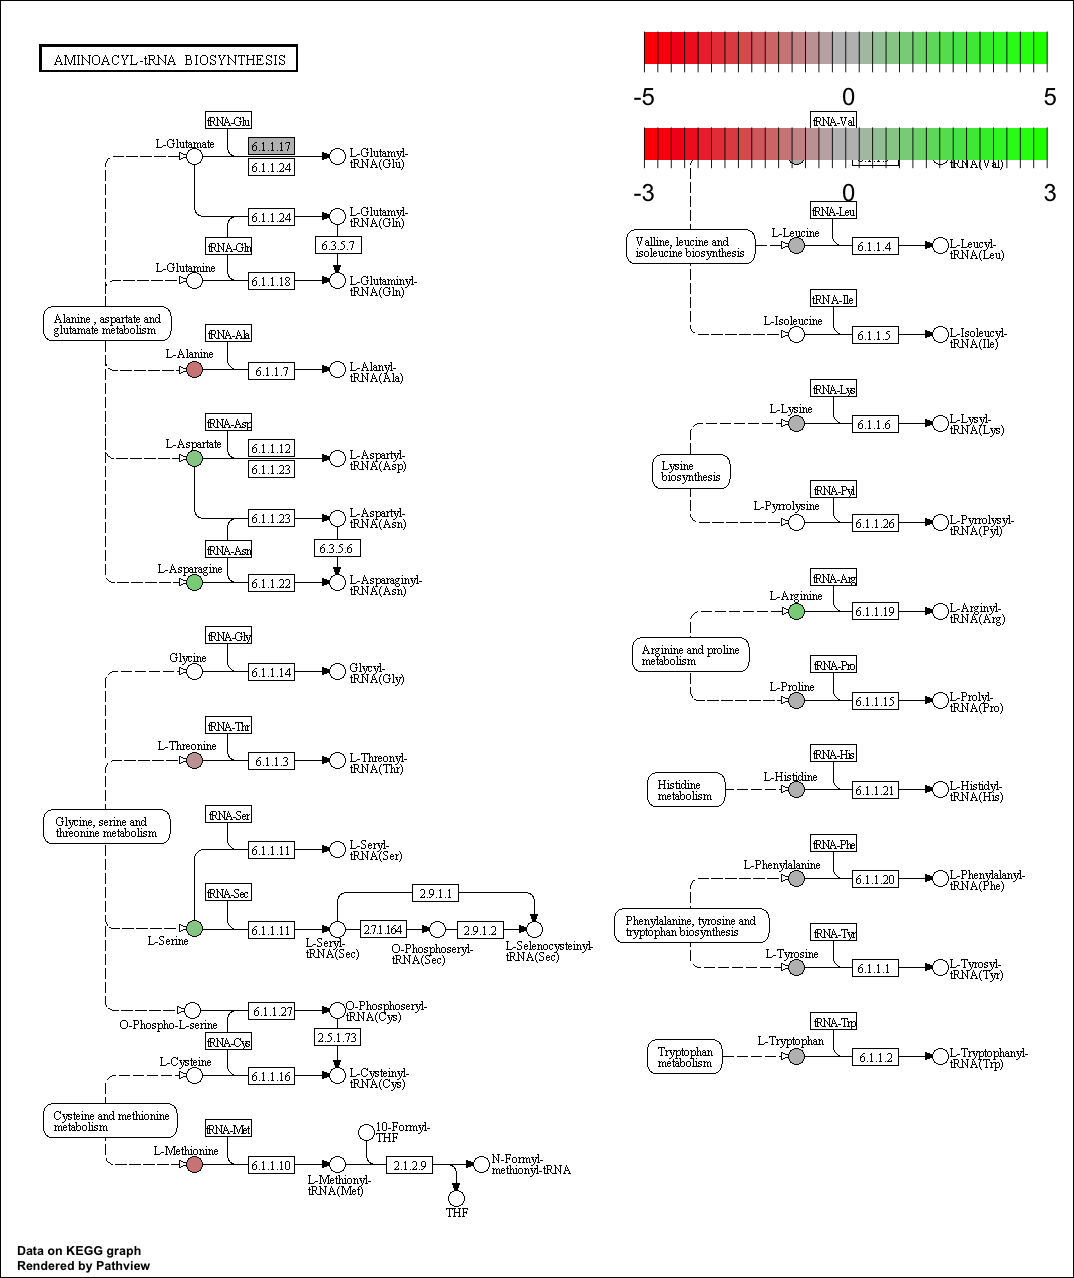 AMINOACYL-tRNA BIOSYNTHESIS
-5
0
5
-3
0
3
tRNA-Glu
L-Glutamate
6.1.1.17
6.1.1.24
L-Glutamyl-
tRNA(Glu)
6.1.1.24
L-Glutamyl-
tRNA(Gln)
tRNA-Gln
6.3.5.7
L-Glutamine
6.1.1.18
L-Glutaminyl-
tRNA(Gln)
Alanine , aspartate and
glutamate metabolism
tRNA-Ala
L-Alanine
6.1.1.7
L-Alanyl-
tRNA(Ala)
tRNA-Asp
L-Aspartate
6.1.1.12
6.1.1.23
L-Aspartyl-
tRNA(Asp)
6.1.1.23
L-Aspartyl-
tRNA(Asn)
tRNA-Asn
6.3.5.6
L-Asparagine
6.1.1.22
L-Asparaginyl-
tRNA(Asn)
tRNA-Gly
Glycine
6.1.1.14
Glycyl-
tRNA(Gly)
tRNA-Thr
L-Threonine
6.1.1.3
L-Threonyl-
tRNA(Thr)
Glycine, serine and
threonine metabolism
tRNA-Ser
6.1.1.11
L-Seryl-
tRNA(Ser)
tRNA-Sec
L-Serine
6.1.1.11
L-Seryl-
tRNA(Sec)
2.9.1.1
2.7.1.164
O-Phosphoseryl-
tRNA(Sec)
2.9.1.2
L-Selenocysteinyl-
tRNA(Sec)
O-Phospho-L-serine
6.1.1.27
O-Phosphoseryl-
tRNA(Cys)
tRNA-Cys
2.5.1.73
L-Cysteine
6.1.1.16
L-Cysteinyl-
tRNA(Cys)
Cysteine and methionine
metabolism
tRNA-Met
L-Methionine
6.1.1.10
L-Methionyl-
tRNA(Met)
10-Formyl-
THF
2.1.2.9
N-Formyl-
methionyl-tRNA
THF
tRNA-Val
tRNA(Val)
tRNA-Leu
Valline, leucine and
isoleucine biosynthesis
L-Leucine
6.1.1.4
L-Leucyl-
tRNA(Leu)
tRNA-Ile
L-Isoleucine
6.1.1.5
L-Isoleucyl-
tRNA(Ile)
tRNA-Lys
L-Lysine
6.1.1.6
L-Lysyl-
tRNA(Lys)
Lysine
biosynthesis
tRNA-Pyl
L-Pyrrolysine
6.1.1.26
L-Pyrrolysyl-
tRNA(Pyl)
tRNA-Arg
L-Arginine
6.1.1.19
L-Arginyl-
tRNA(Arg)
Arginine and proline
metabolism
tRNA-Pro
L-Proline
6.1.1.15
L-Prolyl-
tRNA(Pro)
tRNA-His
Histidine
metabolism
L-Histidine
6.1.1.21
L-Histidyl-
tRNA(His)
tRNA-Phe
L-Phenylalanine
6.1.1.20
L-Phenylalanyl-
tRNA(Phe)
Phenylalanine, tyrosine and
tryptophan biosynthesis
tRNA-Tyr
L-Tyrosine
6.1.1.1
L-Tyrosyl-
tRNA(Tyr)
tRNA-Trp
Tryptophan
metabolism
L-Tryptophan
6.1.1.2
L-Tryptophanyl-
tRNA(Trp)
Data on KEGG graph
Rendered by Pathview